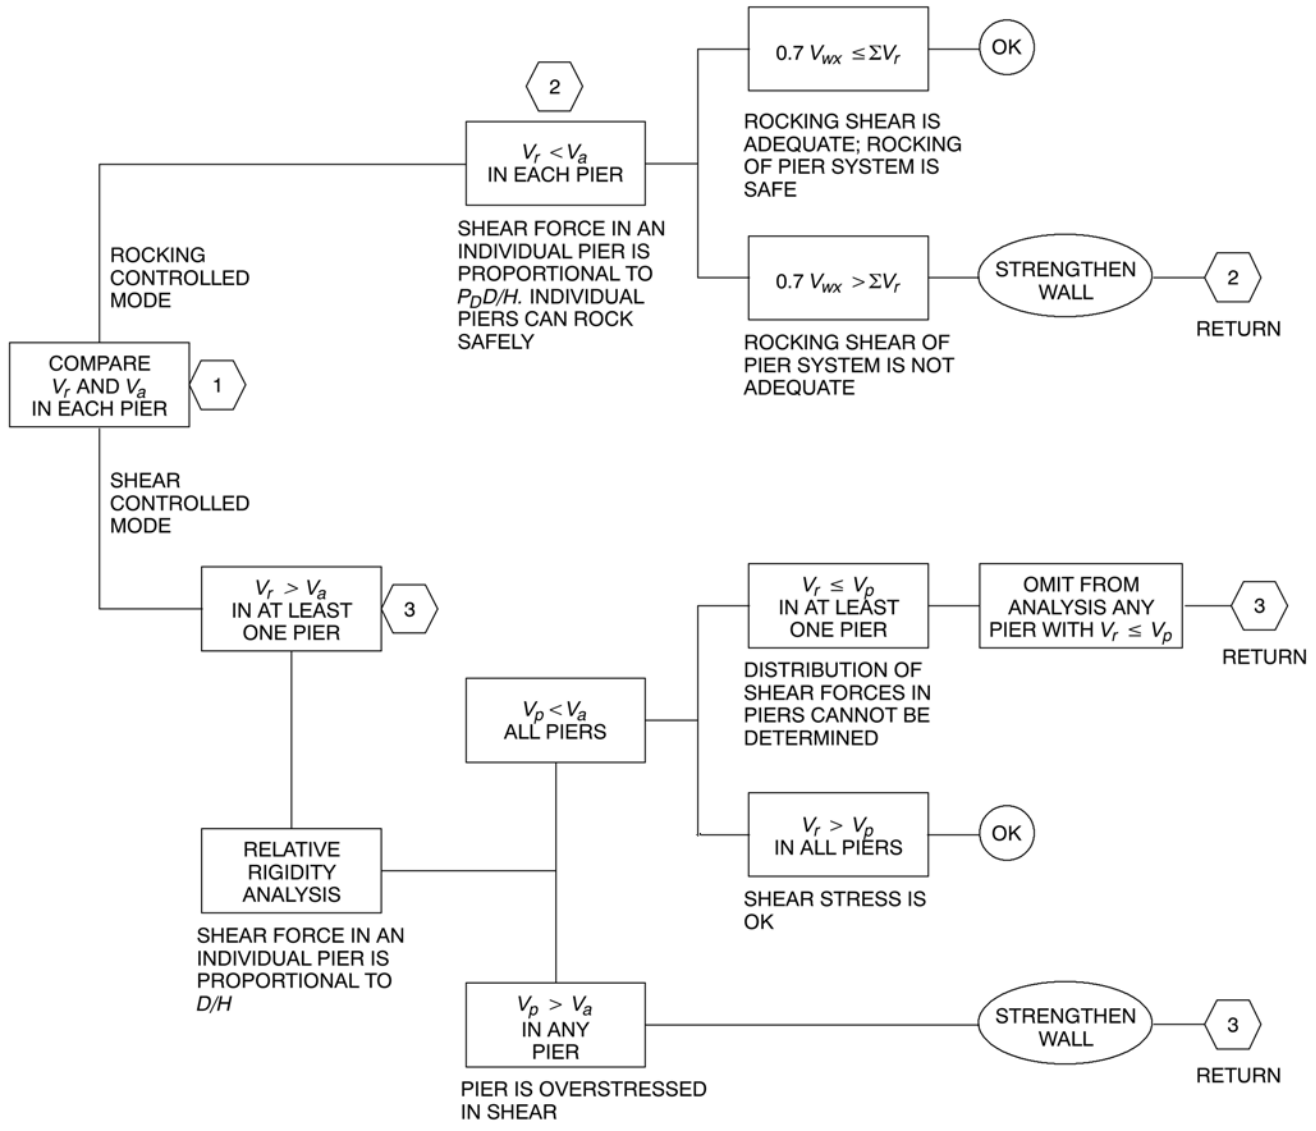 0.7 Vwx ≤ ΣVr
OK
ROCKING SHEAR IS
ADEQUATE; ROCKING
OF PIER SYSTEM IS
SAFE
2
Vr < Va
IN EACH PIER
SHEAR FORCE IN AN
INDIVIDUAL PIER IS
PROPORTIONAL TO
PDD/H. INDIVIDUAL
PIERS CAN ROCK
SAFELY
0.7 Vwx > ΣVr
STRENGTHEN
WALL
2
RETURN
ROCKING SHEAR OF
PIER SYSTEM IS NOT
ADEQUATE
ROCKING
CONTROLLED
MODE
COMPARE
Vr AND Va
IN EACH PIER
1
SHEAR
CONTROLLED
MODE
Vr > Va
IN AT LEAST
ONE PIER
3
RELATIVE
RIGIDITY
ANALYSIS
SHEAR FORCE IN AN
INDIVIDUAL PIER IS
PROPORTIONAL TO
D/H
Vp < Va
ALL PIERS
Vr ≤ Vp
IN AT LEAST
ONE PIER
DISTRIBUTION OF
SHEAR FORCES IN
PIERS CANNOT BE
DETERMINED
OMIT FROM
ANALYSIS ANY
PIER WITH Vr ≤ Vp
3
RETURN
Vr > Vp
IN ALL PIERS
OK
SHEAR STRESS IS
OK
Vp > Va
IN ANY
PIER
PIER IS OVERSTRESSED
IN SHEAR
STRENGTHEN
WALL
3
RETURN